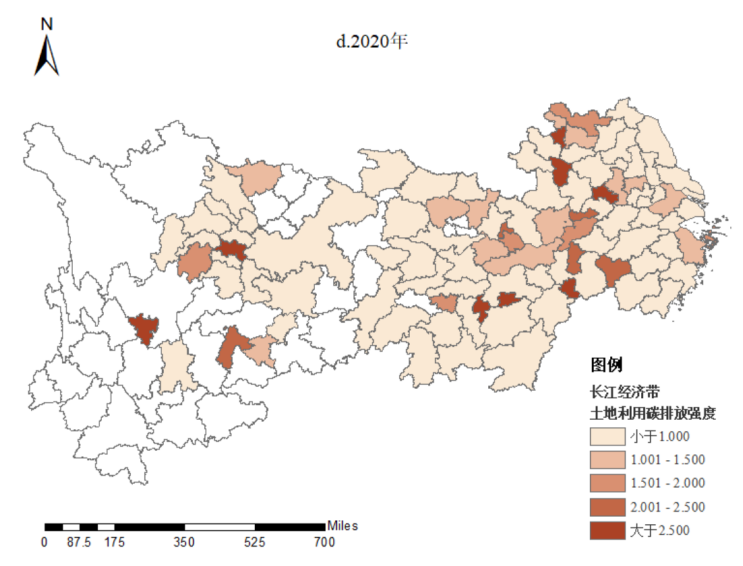 N
d.2020年
图例
长江经济带
土地利用碳排放强度
小于1.000
1.001 - 1.500
1.501 - 2.000
2.001 - 2.500
大于2.500
Miles
0 87.5 175 350 525 700